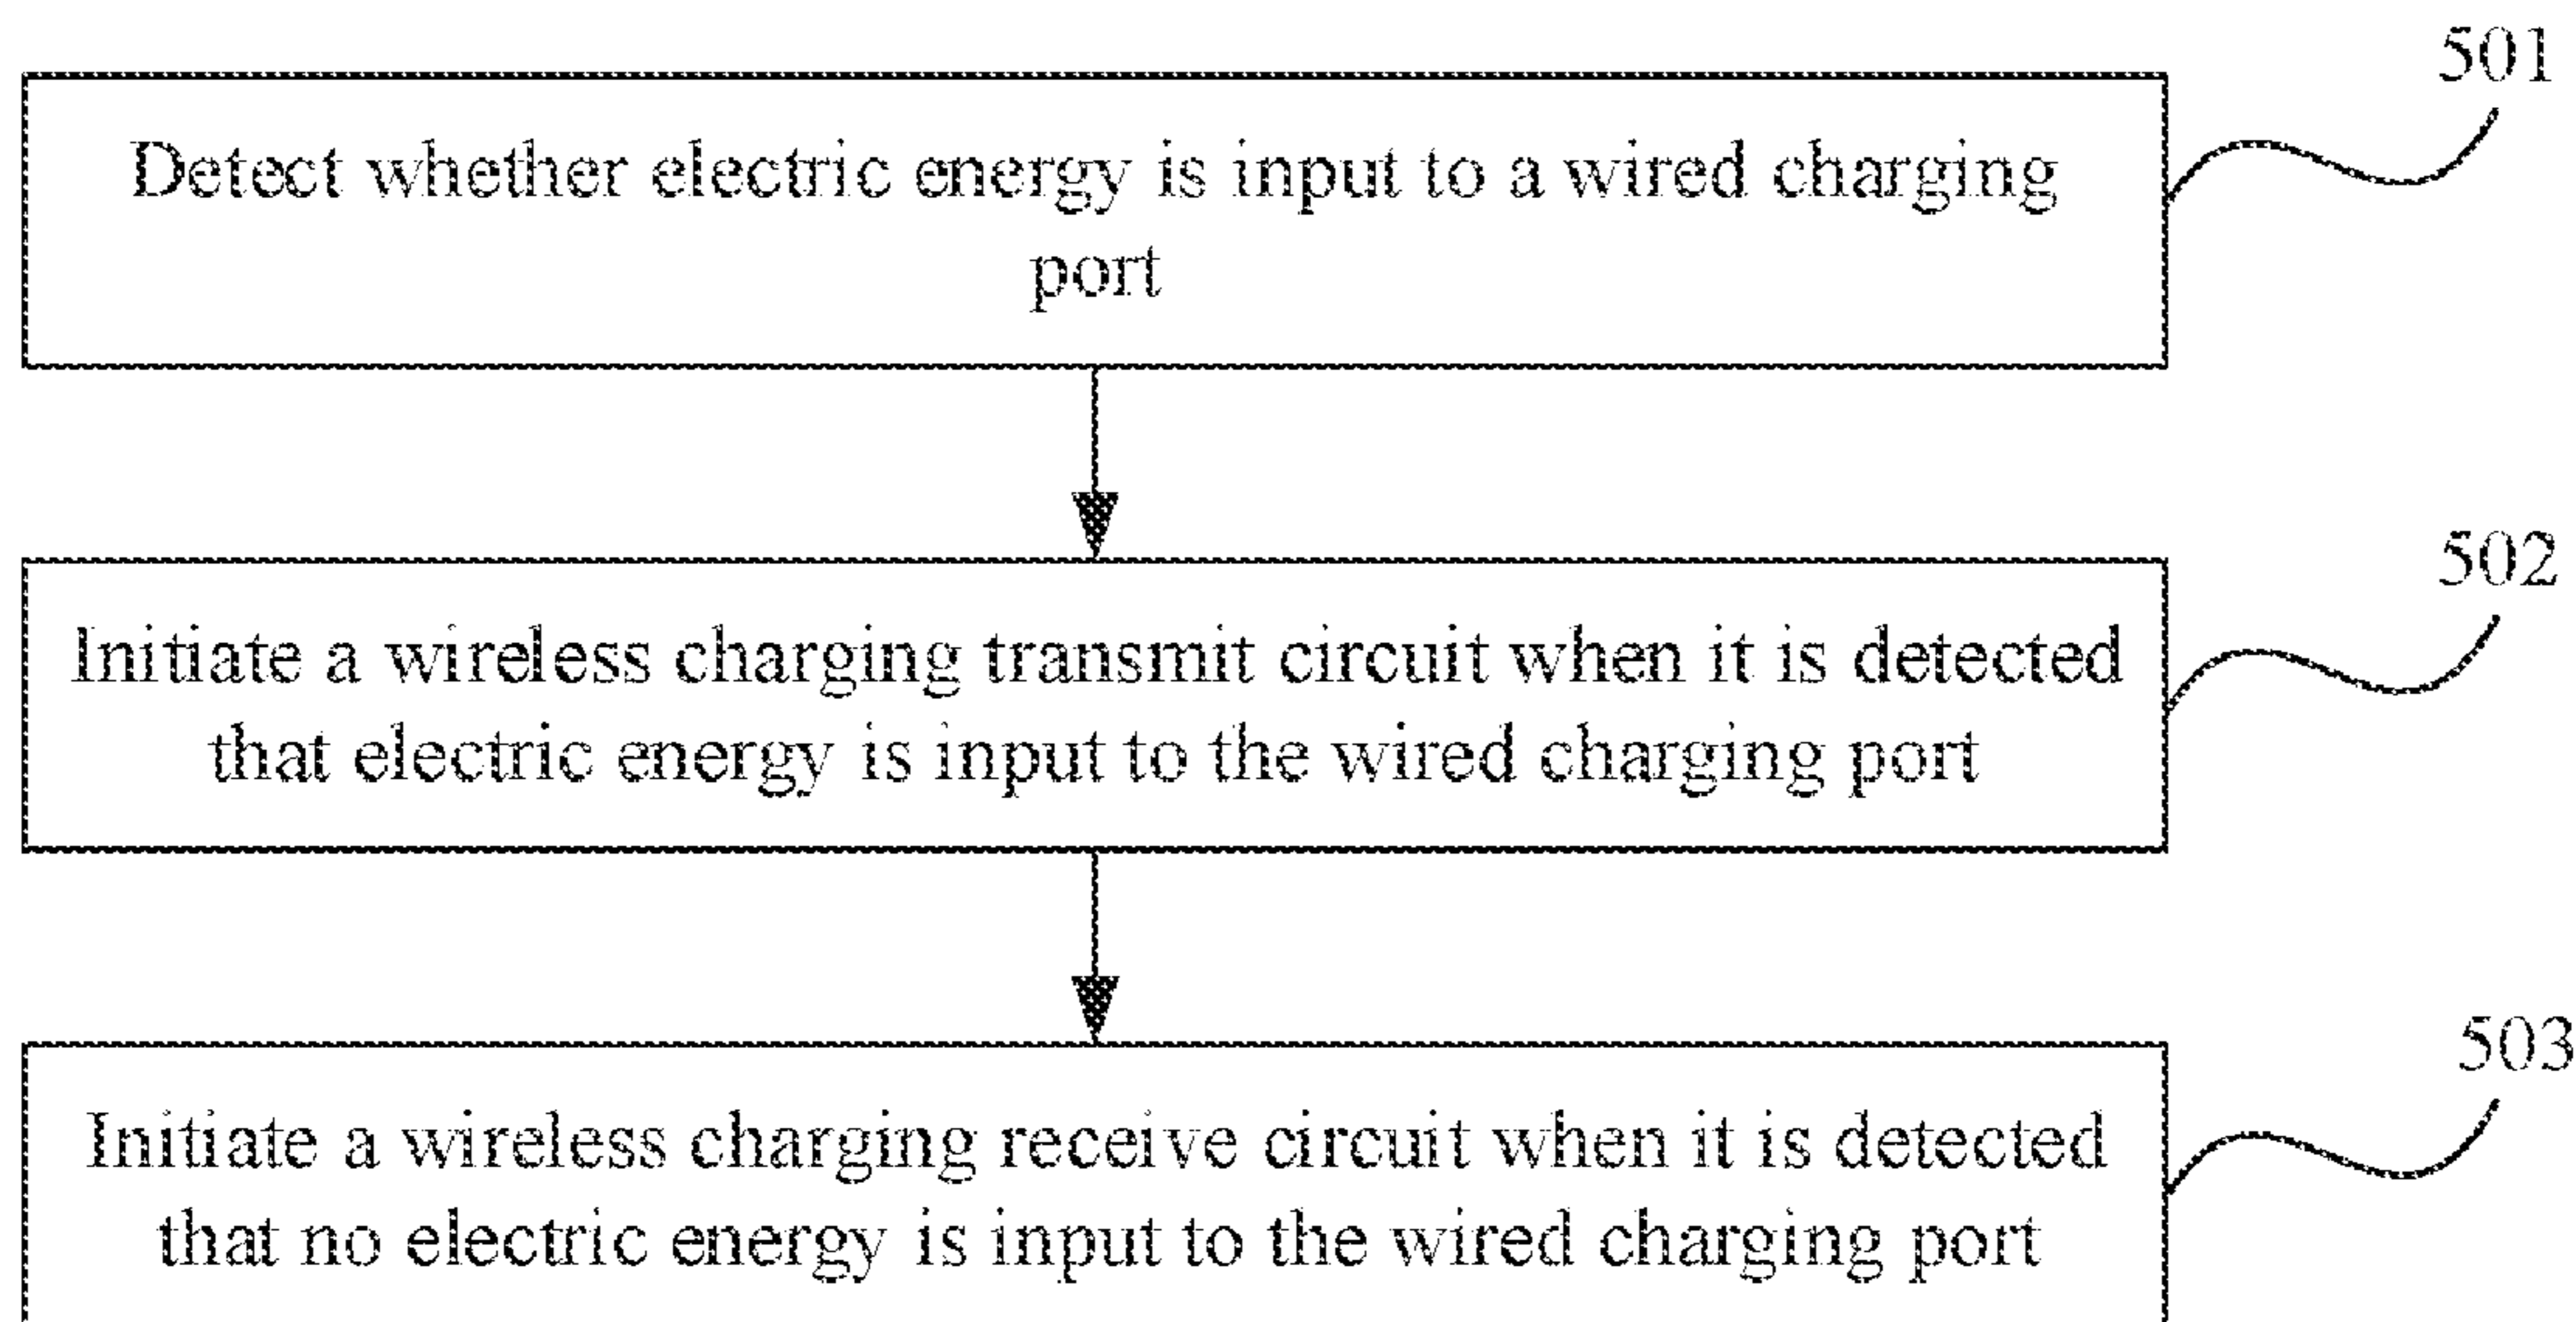 501
Detect whether electric energy is input to a wired charging
port
502
Initiate a wireless charging transmit circuit when it is detected
that electric energy is input to the wired charging port
503
Initiate a wireless charging receive circuit when it is detected
that no electric energy is input to the wired charging port